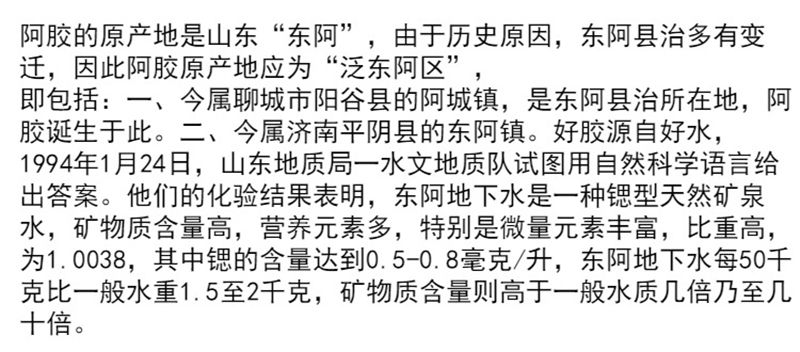 阿胶的原产地是山东“东阿”，由于历史原因，东阿县治多有变
迁，因此阿胶原产地应为“泛东阿区”，
即包括：一、今属聊城市阳谷县的阿城镇，是东阿县治所在地，阿
胶诞生于此。二、今属济南平阴县的东阿镇。好胶源自好水，
1994年1月24日，山东地质局一水文地质队试图用自然科学语言给
出答案。他们的化验结果表明，东阿地下水是一种锶型天然矿泉
水，矿物质含量高，营养元素多，特别是微量元素丰富，比重高，
为1.0038，其中锶的含量达到0.5-0.8毫克/升，东阿地下水每50千
克比一般水重1.5至2千克，矿物质含量则高于一般水质几倍乃至几
十倍。